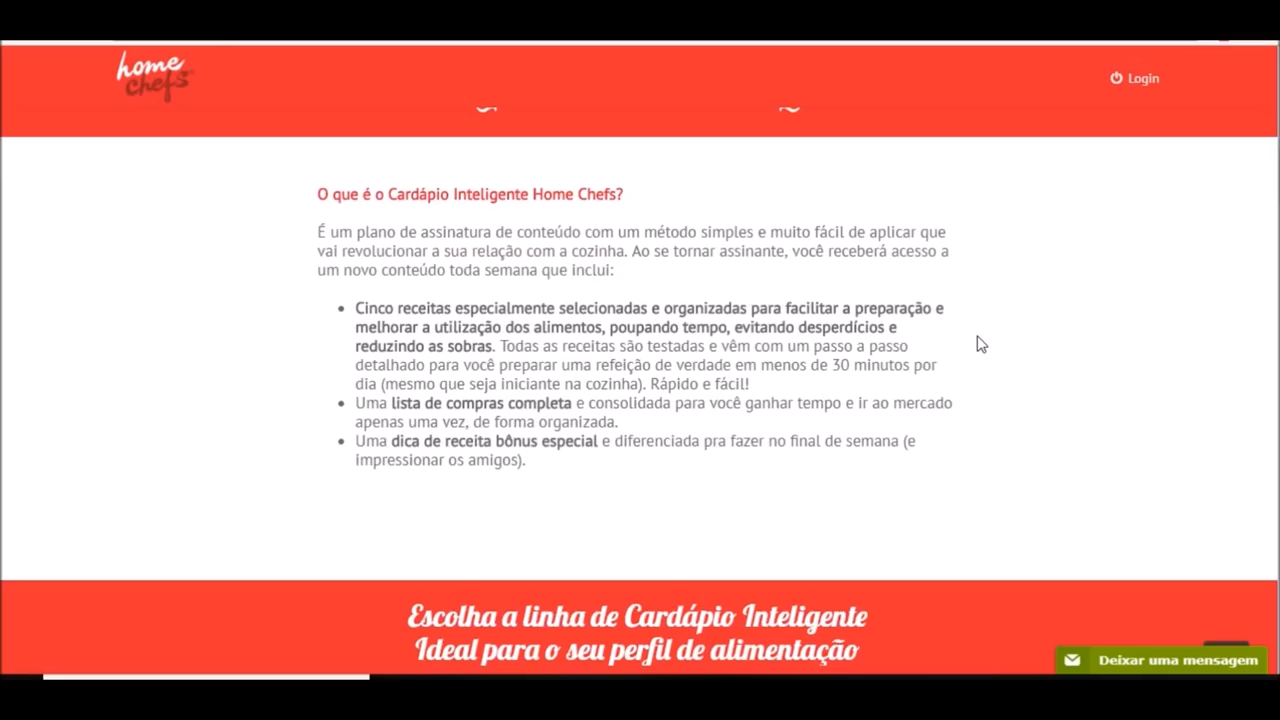 home
chefs
Login
O que é o Cardápio Inteligente Home Chefs?
É um plano de assinatura de conteúdo com um método simples e muito fácil de aplicar que
vai revolucionar a sua relação com a cozinha. Ao se tornar assinante, você receberá acesso a
um novo conteúdo toda semana que inclui:
• Cinco receitas especialmente selecionadas e organizadas para facilitar a preparação e
melhorar a utilização dos alimentos, poupando tempo, evitando desperdícios e
reduzindo as sobras. Todas as receitas são testadas e vêm com um passo a passo
detalhado para você preparar uma refeição de verdade em menos de 30 minutos por
dia (mesmo que seja iniciante na cozinha). Rápido e fácil!
• Uma lista de compras completa e consolidada para você ganhar tempo e ir ao mercado
apenas uma vez, de forma organizada.
• Uma dica de receita bônus especial e diferenciada pra fazer no final de semana (e
impressionar os amigos).
Escolha a linha de Cardápio Inteligente
Ideal para o seu perfil de alimentação
Deixar uma mensagem